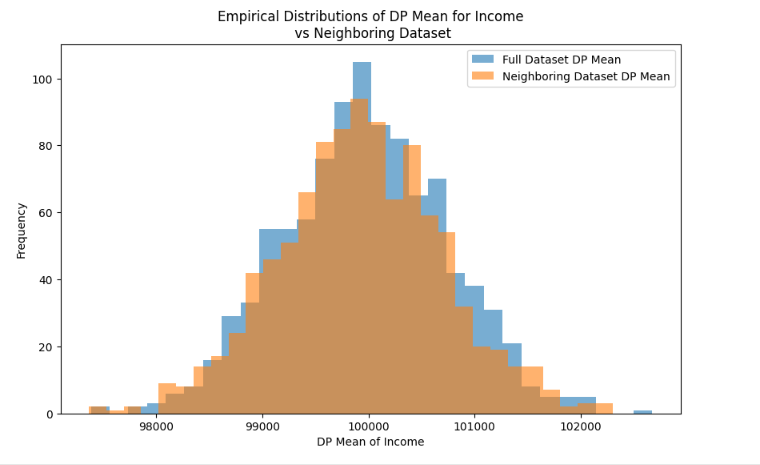 Empirical Distributions of DP Mean for Income
vs Neighboring Dataset
Full Dataset DP Mean
Neighboring Dataset DP Mean
100
80
60
40
20
0
Frequency
98000 99000 100000 101000 102000
DP Mean of Income